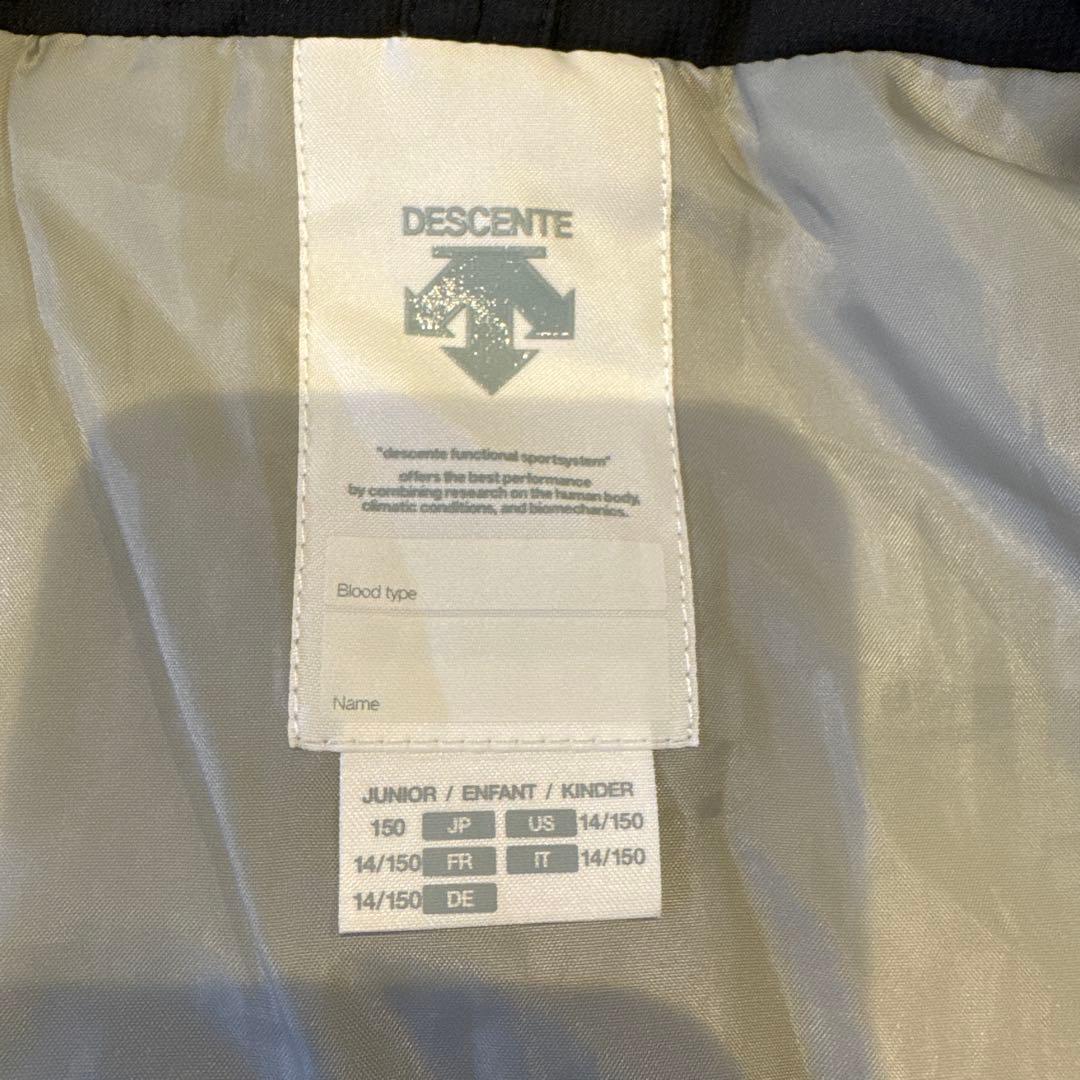 DESCENTE
"descente functional sportsystem"
offers the best performance
by combining research on the human body,
climatic conditions, and biomechanics.
Blood type
Name
JUNIOR / ENFANT / KINDER
150 JP US 14/150
14/150 FR IT 14/150
14/150 DE